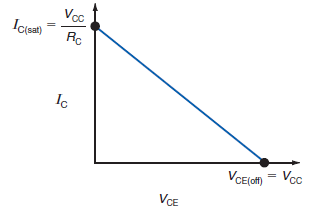 I_C(sat) = V_CC / R_C
I_C
V_CE(off) = V_CC
V_CE